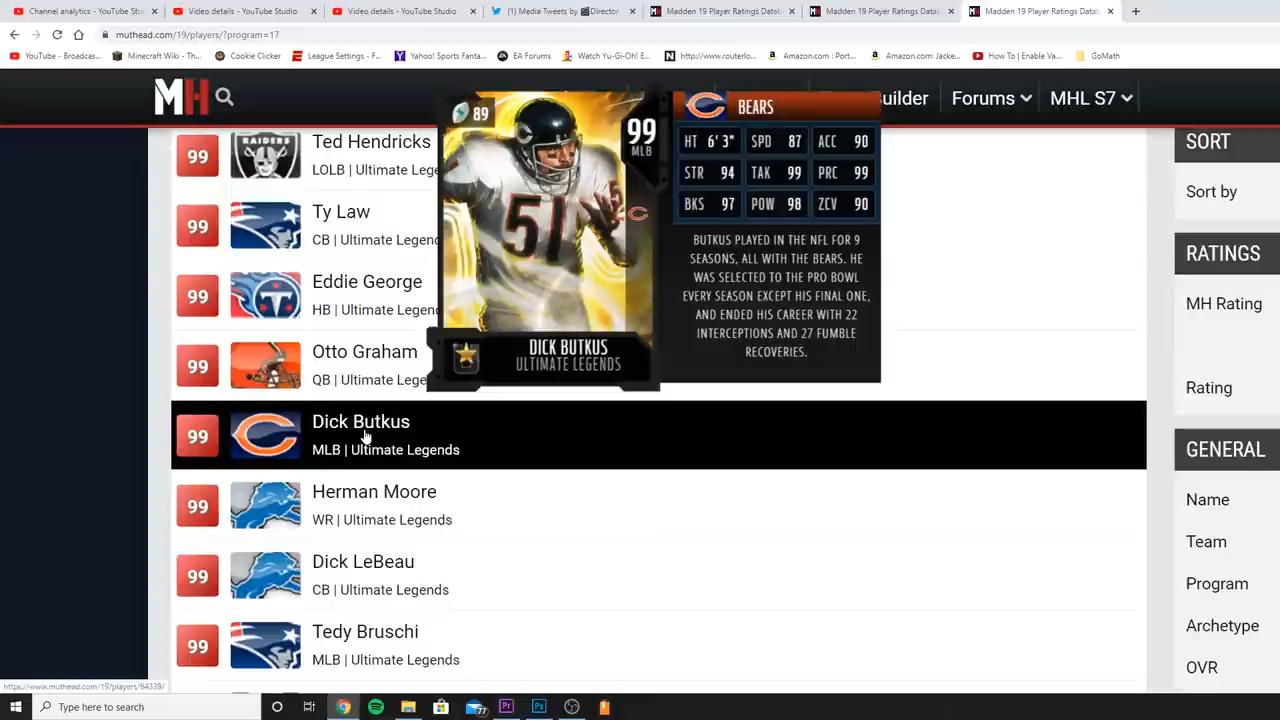 Channel analytics - YouTube Stu
Video details - YouTube Studio
Video details - YouTube Studio
(1) Media Tweets by Director
Madden 19 Player Ratings Datab
Madden 19 Player Ratings Datab
Madden 19 Player Ratings Datab
muthead.com/19/players/?program=17
YouTube - Broadcas...
Minecraft Wiki - Th...
Cookie Clicker
League Settings - F...
Yahoo! Sports Fanta...
EA Forums
Watch Yu-Gi-Oh! E...
http://www.routerlo...
Amazon.com : Port...
Amazon.com: Jacke...
How To | Enable Va...
GoMath
MH
uilder
Forums
MHL S7
99
Ted Hendricks
LOLB | Ultimate Lege
99
Ty Law
CB | Ultimate Legend
99
Eddie George
HB | Ultimate Legend
99
Otto Graham
QB | Ultimate Lege
99
Dick Butkus
MLB | Ultimate Legends
99
Herman Moore
WR | Ultimate Legends
99
Dick LeBeau
CB | Ultimate Legends
99
Tedy Bruschi
MLB | Ultimate Legends
89
99
MLB
51
DICK BUTKUS
ULTIMATE LEGENDS
BEARS
HT 6' 3" SPD 87 ACC 90
STR 94 TAK 99 PRC 99
BKS 97 POW 98 ZCV 90
BUTKUS PLAYED IN THE NFL FOR 9
SEASONS, ALL WITH THE BEARS. HE
WAS SELECTED TO THE PRO BOWL
EVERY SEASON EXCEPT HIS FINAL ONE,
AND ENDED HIS CAREER WITH 22
INTERCEPTIONS AND 27 FUMBLE
RECOVERIES.
SORT
Sort by
RATINGS
MH Rating
Rating
GENERAL
Name
Team
Program
Archetype
OVR
https://www.muthead.com/19/players/64339/
Type here to search
77
Pr
Ps